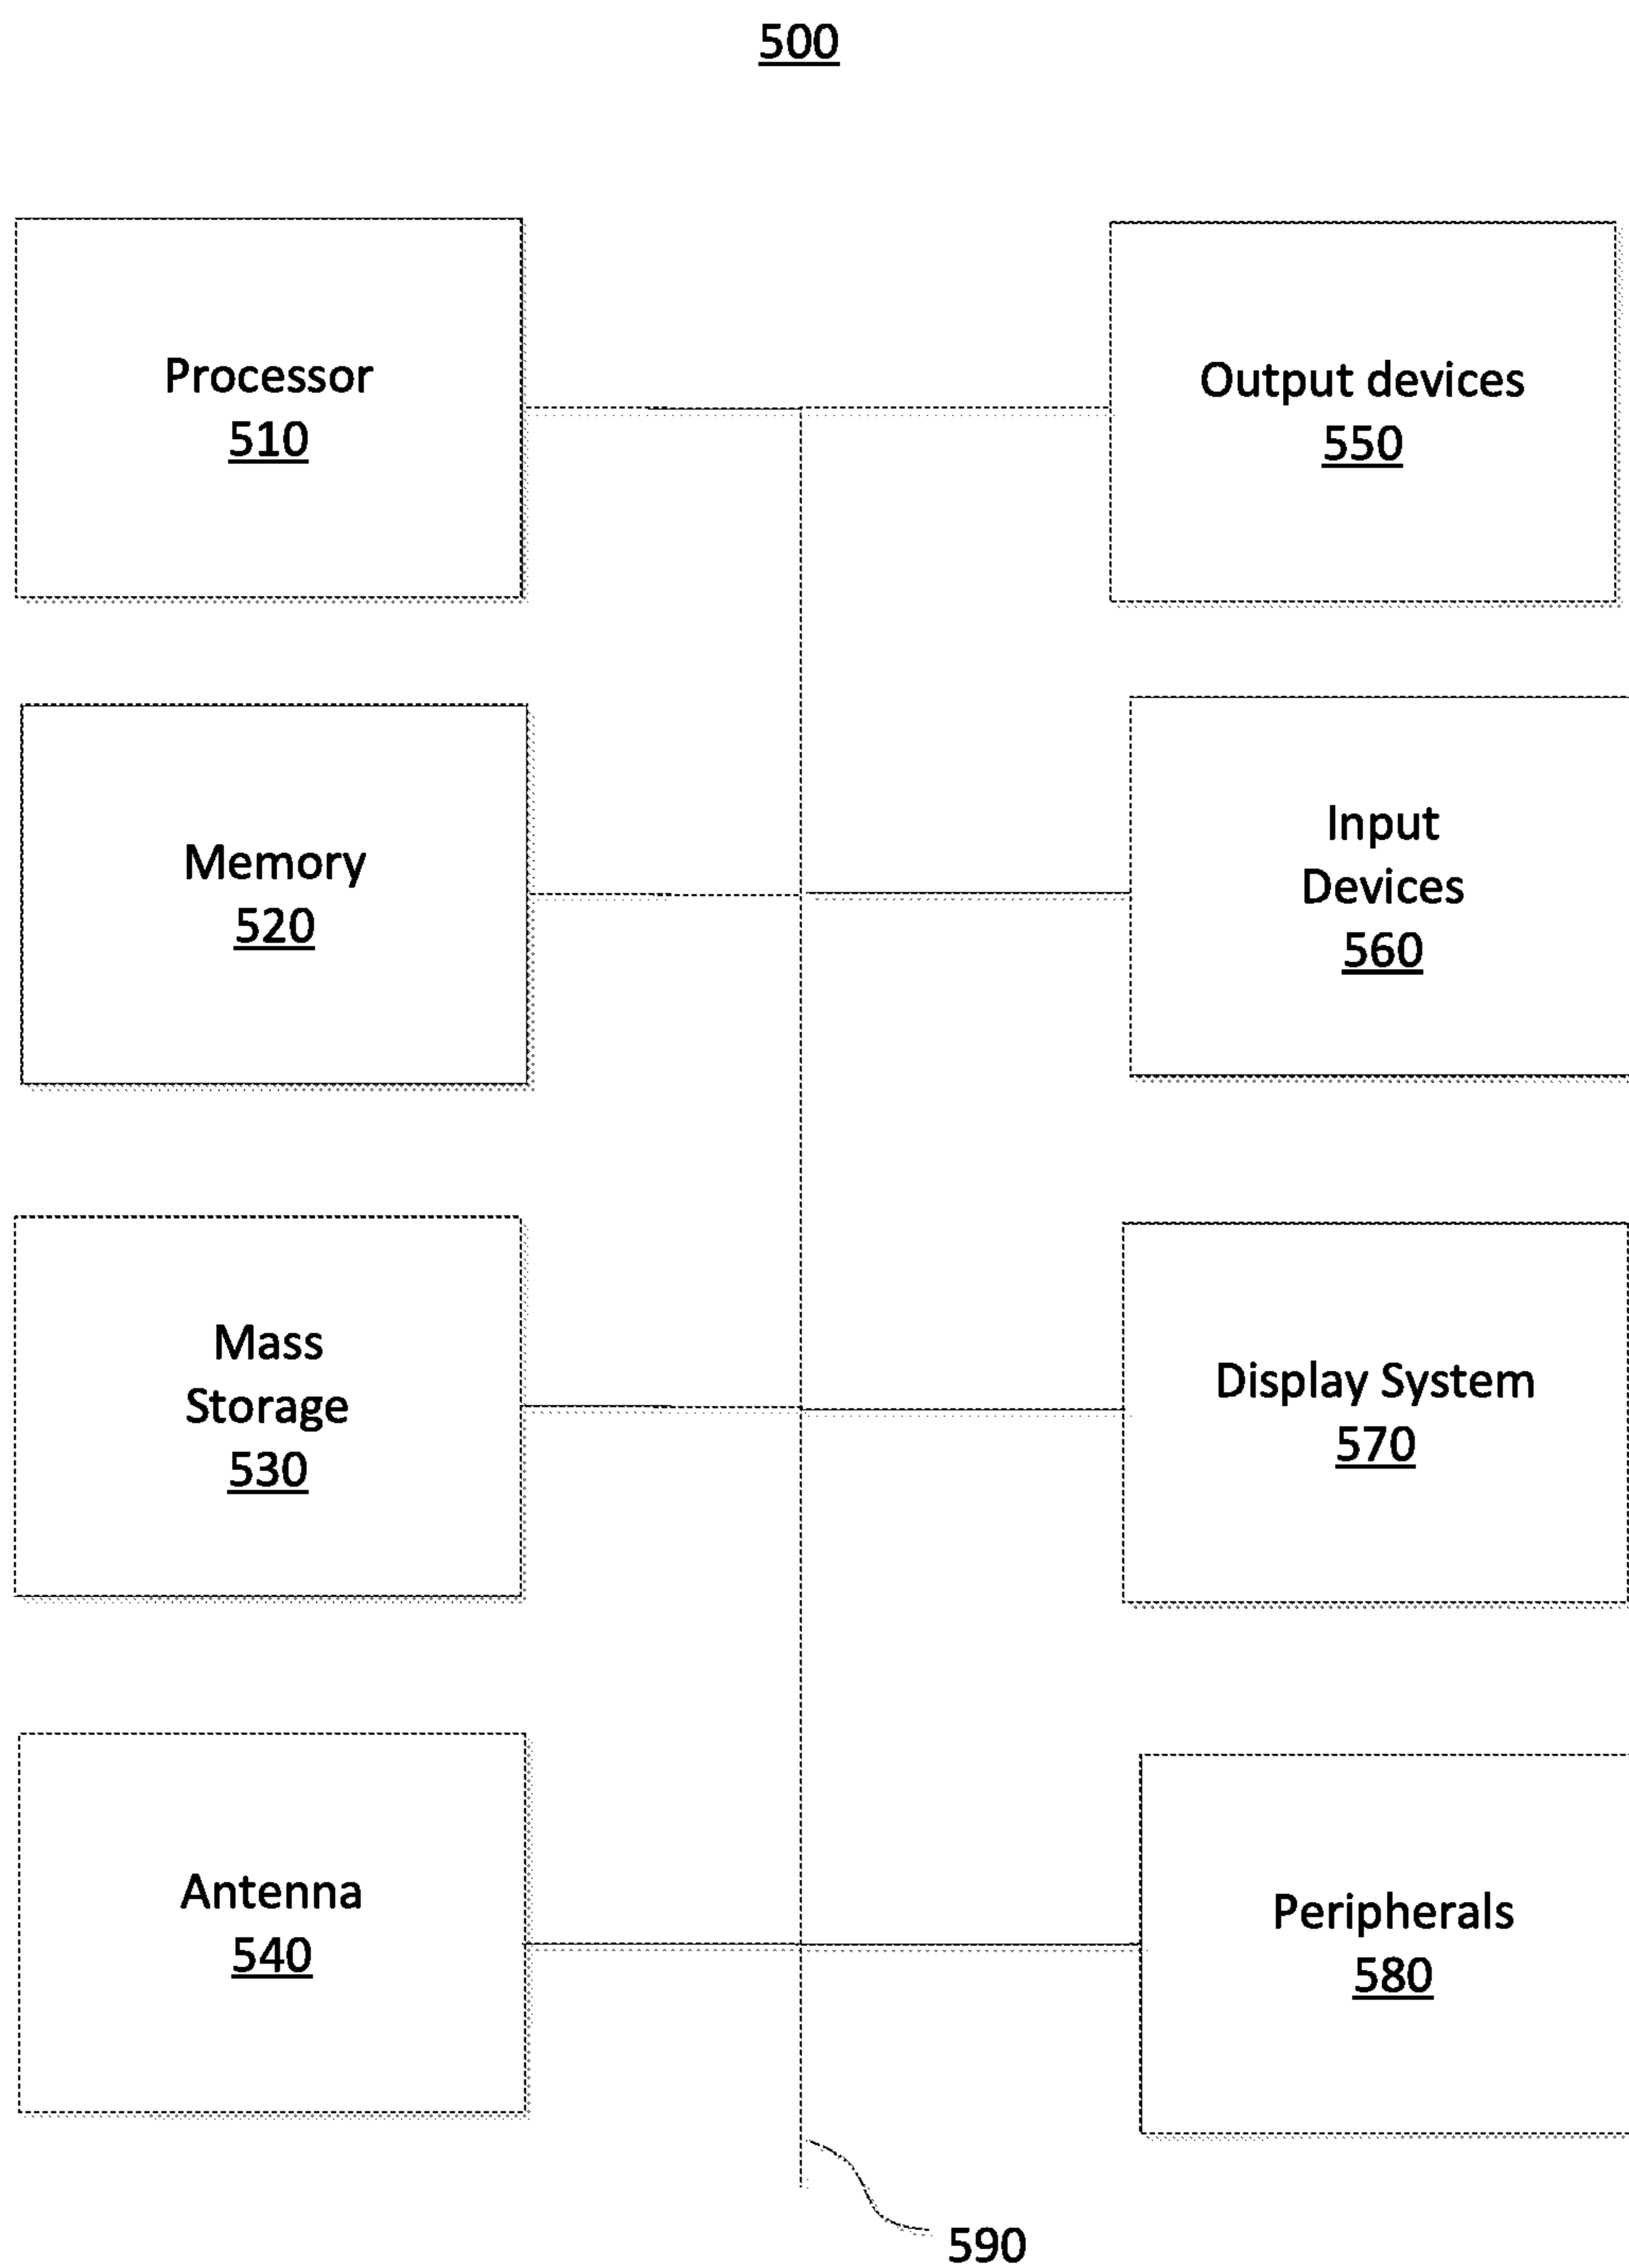 500
Processor
510
Output devices
550
Memory
520
Input
Devices
560
Mass
Storage
530
Display System
570
Antenna
540
Peripherals
580
590